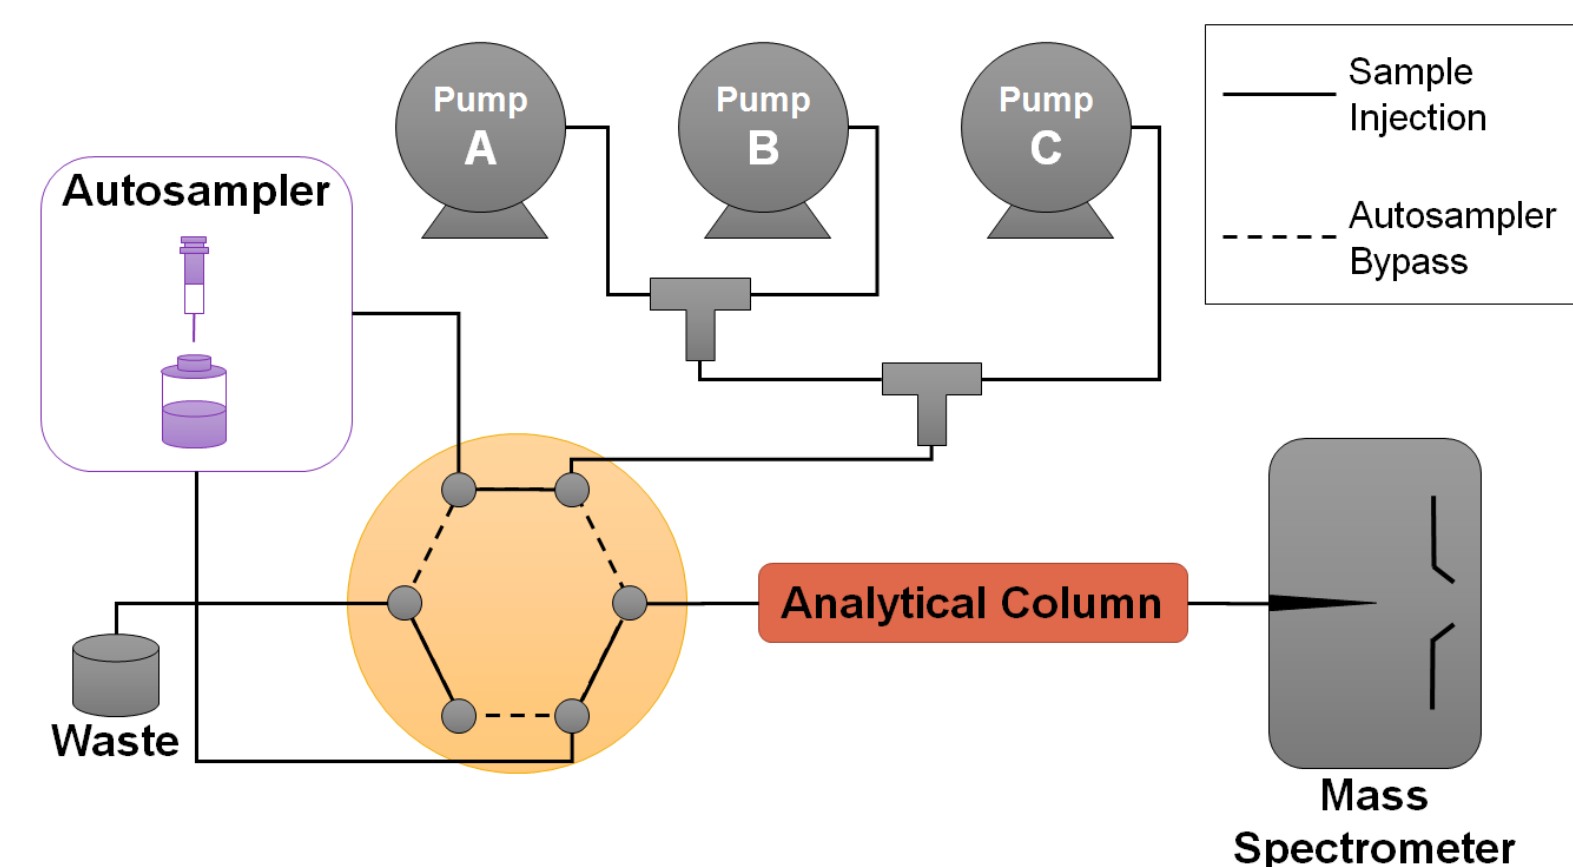 Pump
A
Pump
B
Pump
C
Sample
Injection
Autosampler
Bypass
Autosampler
Analytical Column
Waste
Mass
Spectrometer